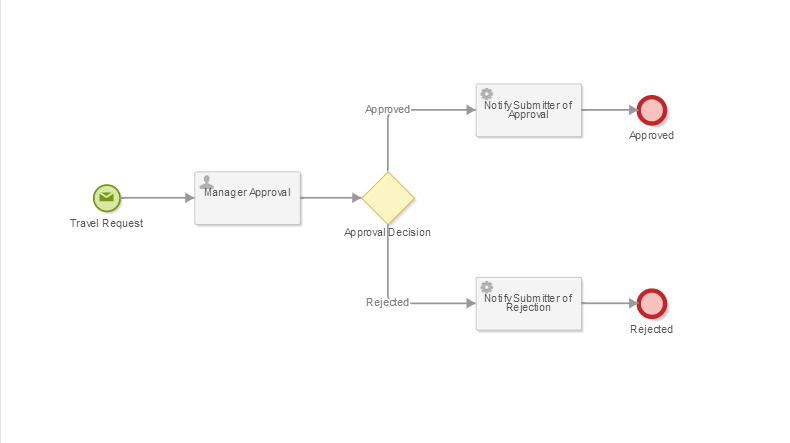 Approved
Notify Submitter of
Approval
Approved
Manager Approval
Travel Request
Approval Decision
Rejected
Notify Submitter of
Rejection
Rejected